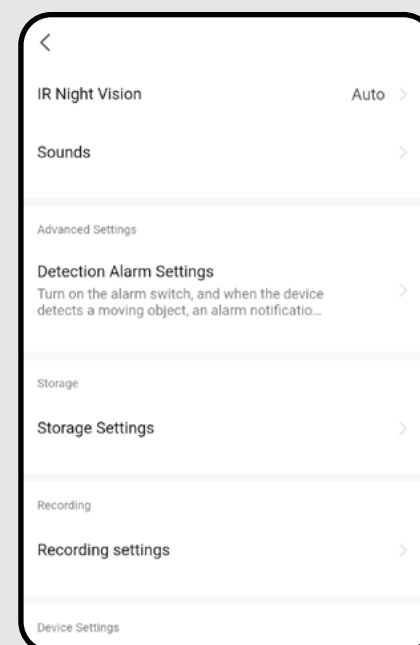 IR Night Vision Auto
Sounds
Advanced Settings
Detection Alarm Settings
Turn on the alarm switch, and when the device
detects a moving object, an alarm notificatio...
Storage
Storage Settings
Recording
Recording settings
Device Settings